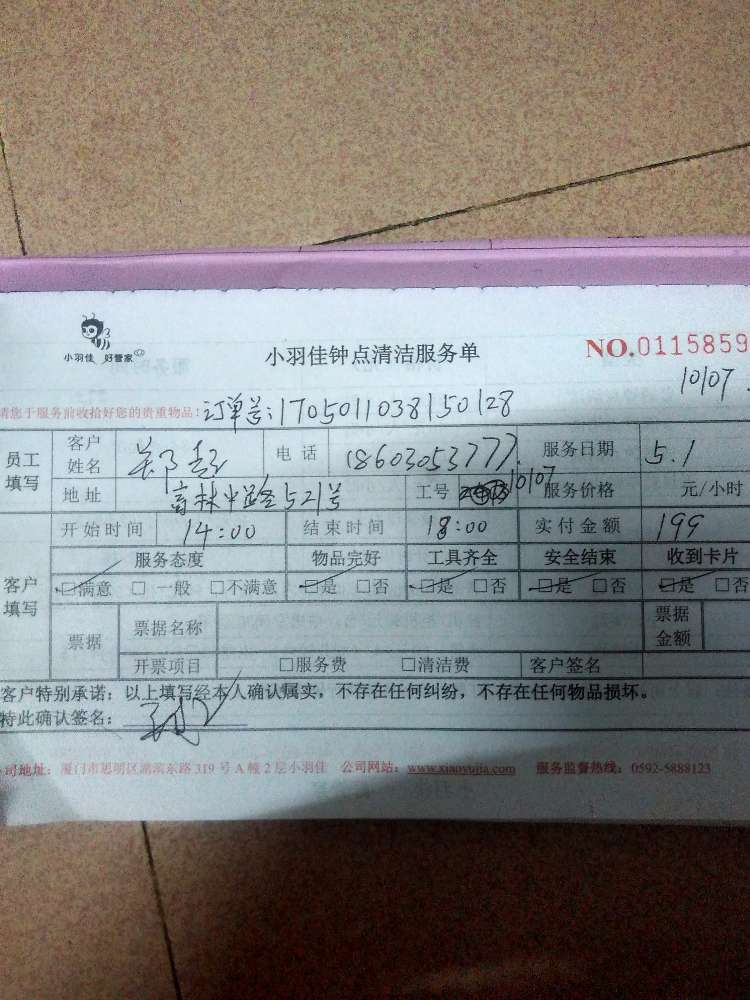 小羽佳 好管家
小羽佳钟点清洁服务单
NO.0115859
10107
请您于服务前收拾好您的贵重物品！订单号：1705011038150128
员工填写 客户姓名 电话 18603053777 服务日期 5.1
地址 中路521号 工号 10107 服务价格 元/小时
开始时间 14:00 结束时间 18:00 实付金额 199
客户填写 服务态度 物品完好 工具齐全 安全结束 收到卡片
☑满意 □一般 □不满意 ☑是 □否 ☑是 □否 ☑是 □否 ☑是 □否
票据 票据名称 票据金额
开票项目 □服务费 □清洁费 客户签名
客户特别承诺：以上填写经本人确认属实，不存在任何纠纷，不存在任何物品损坏。
特此确认签名：
公司地址：厦门市思明区湖滨东路319号A幢2层小羽佳 公司网站：www.xiaoyujia.com 服务监督热线：0592-5888123